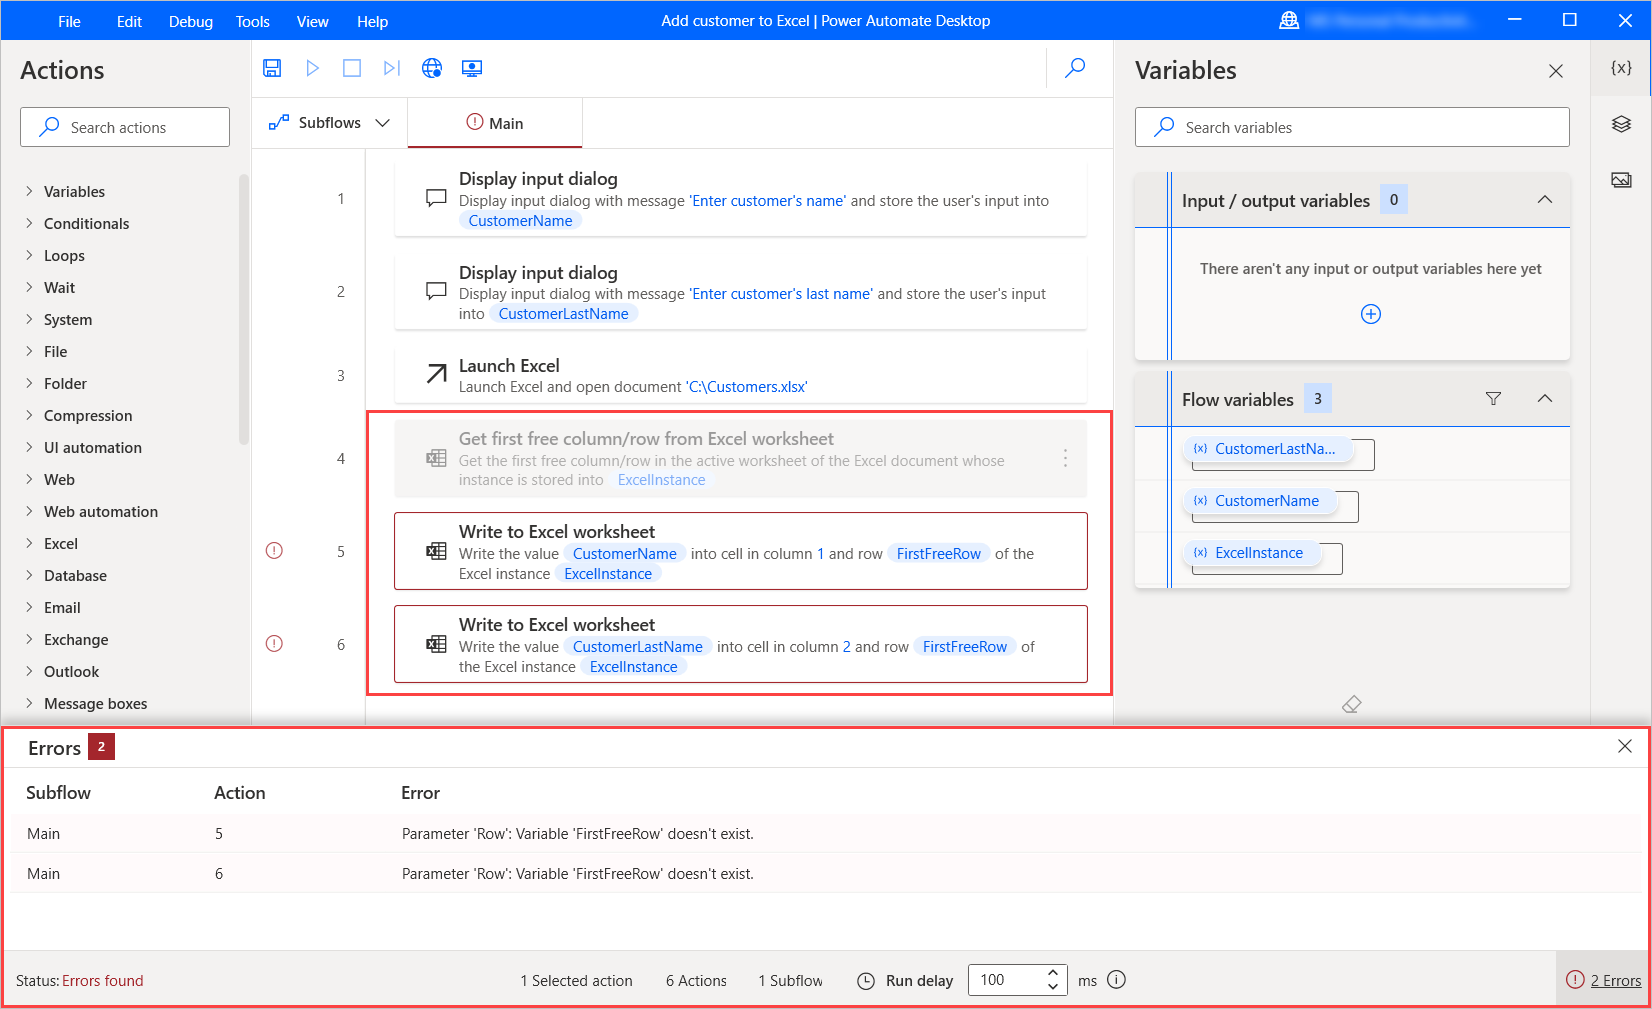 File Edit Debug Tools View Help Add customer to Excel | Power Automate Desktop
Actions
Search actions
Variables
Conditionals
Loops
Wait
System
File
Folder
Compression
UI automation
Web
Web automation
Excel
Database
Email
Exchange
Outlook
Message boxes
Subflows
Main
1
Display input dialog
Display input dialog with message 'Enter customer's name' and store the user's input into
CustomerName
2
Display input dialog
Display input dialog with message 'Enter customer's last name' and store the user's input
into CustomerLastName
3
Launch Excel
Launch Excel and open document 'C:\Customers.xlsx'
4
Get first free column/row from Excel worksheet
Get the first free column/row in the active worksheet of the Excel document whose
instance is stored into ExcelInstance
5
Write to Excel worksheet
Write the value CustomerName into cell in column 1 and row FirstFreeRow of the
Excel instance ExcelInstance
6
Write to Excel worksheet
Write the value CustomerLastName into cell in column 2 and row FirstFreeRow of
the Excel instance ExcelInstance
Variables
{x}
Search variables
Input / output variables 0
There aren't any input or output variables here yet
Flow variables 3
{x} CustomerLastNa...
{x} CustomerName
{x} ExcelInstance
Errors 2
Subflow Action Error
Main 5 Parameter 'Row': Variable 'FirstFreeRow' doesn't exist.
Main 6 Parameter 'Row': Variable 'FirstFreeRow' doesn't exist.
Status: Errors found 1 Selected action 6 Actions 1 Subflow Run delay 100 ms 2 Errors